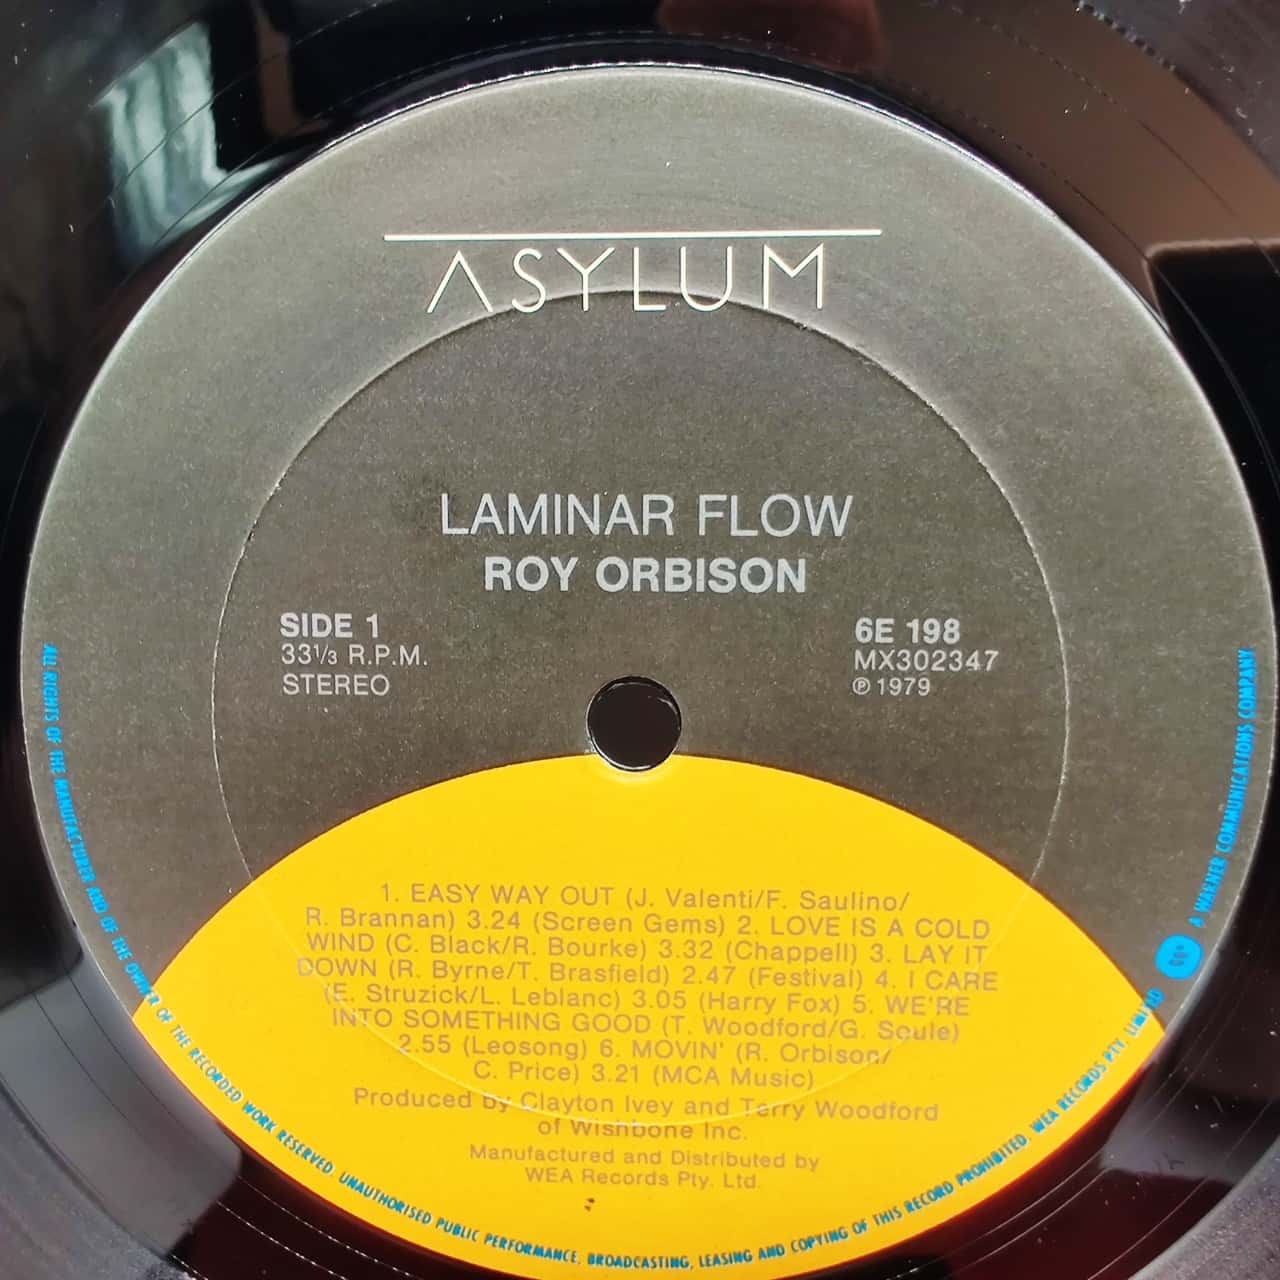 ASYLUM
LAMINAR FLOW
ROY ORBISON
SIDE 1
33⅓ R.P.M.
STEREO
6E 198
MX302347
℗ 1979
1. EASY WAY OUT (J. Valenti/F. Saulino/
R. Brannan) 3.24 (Screen Gems) 2. LOVE IS A COLD
WIND (C. Black/R. Bourke) 3.32 (Chappell) 3. LAY IT
DOWN (R. Byrne/T. Brasfield) 2.47 (Festival) 4. I CARE
(E. Struzick/L. Leblanc) 3.05 (Harry Fox) 5. WE'RE
INTO SOMETHING GOOD (T. Woodford/G. Soule)
2.55 (Leosong) 6. MOVIN' (R. Orbison/
C. Price) 3.21 (MCA Music)
Produced by Clayton Ivey and Terry Woodford
of Wishbone Inc.
Manufactured and Distributed by
WEA Records Pty. Ltd.
ALL RIGHTS OF THE MANUFACTURER AND OF THE OWNER OF THE RECORDED WORK RESERVED. UNAUTHORISED PUBLIC PERFORMANCE, BROADCASTING, LEASING AND COPYING OF THIS RECORD PROHIBITED. WEA RECORDS PTY. LIMITED
A WARNER COMMUNICATIONS COMPANY